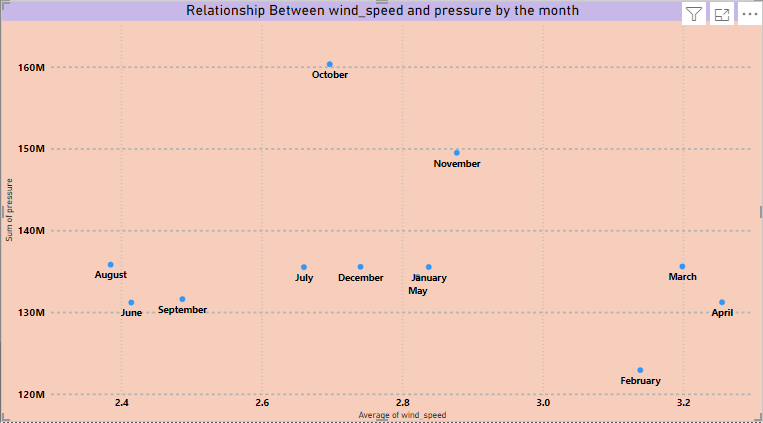 Relationship Between wind_speed and pressure by the month
Sum of pressure
160M
150M
140M
130M
120M
October
November
August
July
December
January
May
March
June
September
April
February
2.4
2.6
2.8
3.0
3.2
Average of wind_speed